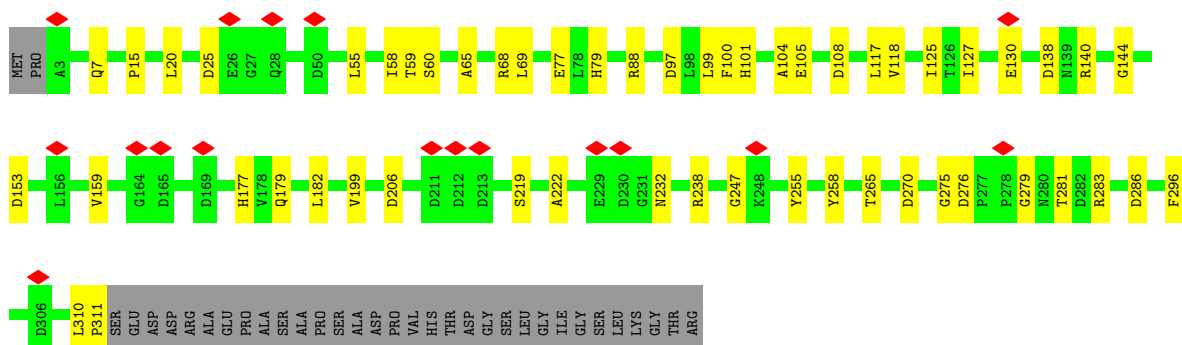 MET PRO A3 Q7 P15 L20 D25 E26 G27 Q28 D50 L55 I58 T59 S60 A65 R68 L69 E77 L78 H79 R88 D97 L98 L99 F100 H101 A104 E105 D108 L117 V118 I125 T126 I127 E130 D138 N139 R140 G144
D153 L156 V159 G164 D165 D169 H177 V178 Q179 L182 V199 D206 D211 D212 D213 S219 A222 E229 D230 G231 N232 R238 G247 K248 Y255 Y258 T265 D270 G275 D276 P277 P278 G279 N280 T281 D282 R283 D286 F296
D306 L310 P311 SER GLU ASP ASP ARG ALA GLU PRO ALA SER ALA PRO SER ALA ASP PRO VAL HIS THR ASP GLY SER LEU GLY ILE GLY SER LEU LYS GLY THR ARG